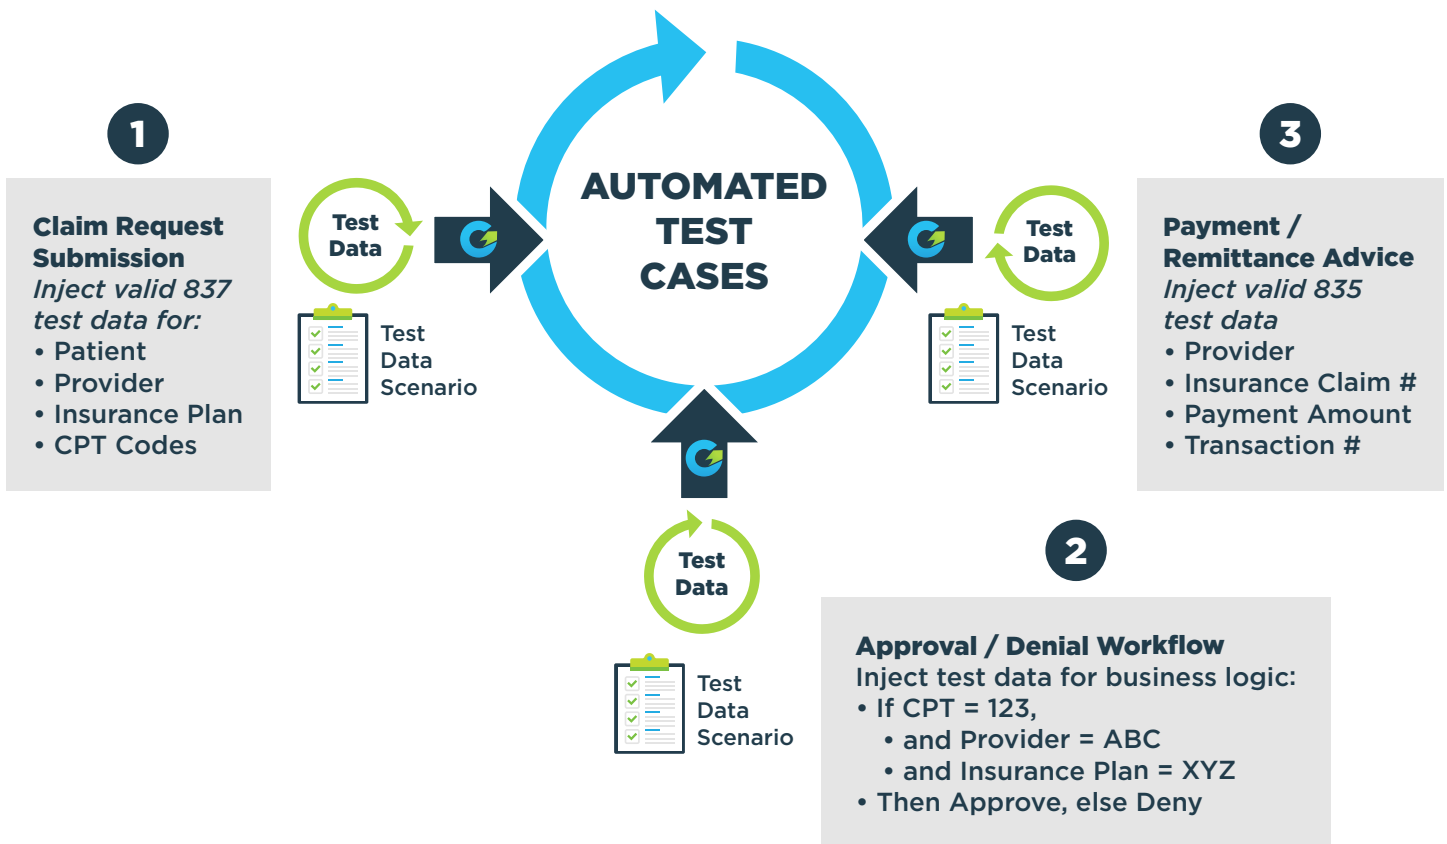 1
Claim Request
Submission
Inject valid 837
test data for:
• Patient
• Provider
• Insurance Plan
• CPT Codes
Test
Data
Test
Data
Scenario
AUTOMATED
TEST
CASES
Test
Data
Test
Data
Scenario
3
Payment /
Remittance Advice
Inject valid 835
test data
• Provider
• Insurance Claim #
• Payment Amount
• Transaction #
Test
Data
Test
Data
Scenario
2
Approval / Denial Workflow
Inject test data for business logic:
• If CPT = 123,
• and Provider = ABC
• and Insurance Plan = XYZ
• Then Approve, else Deny